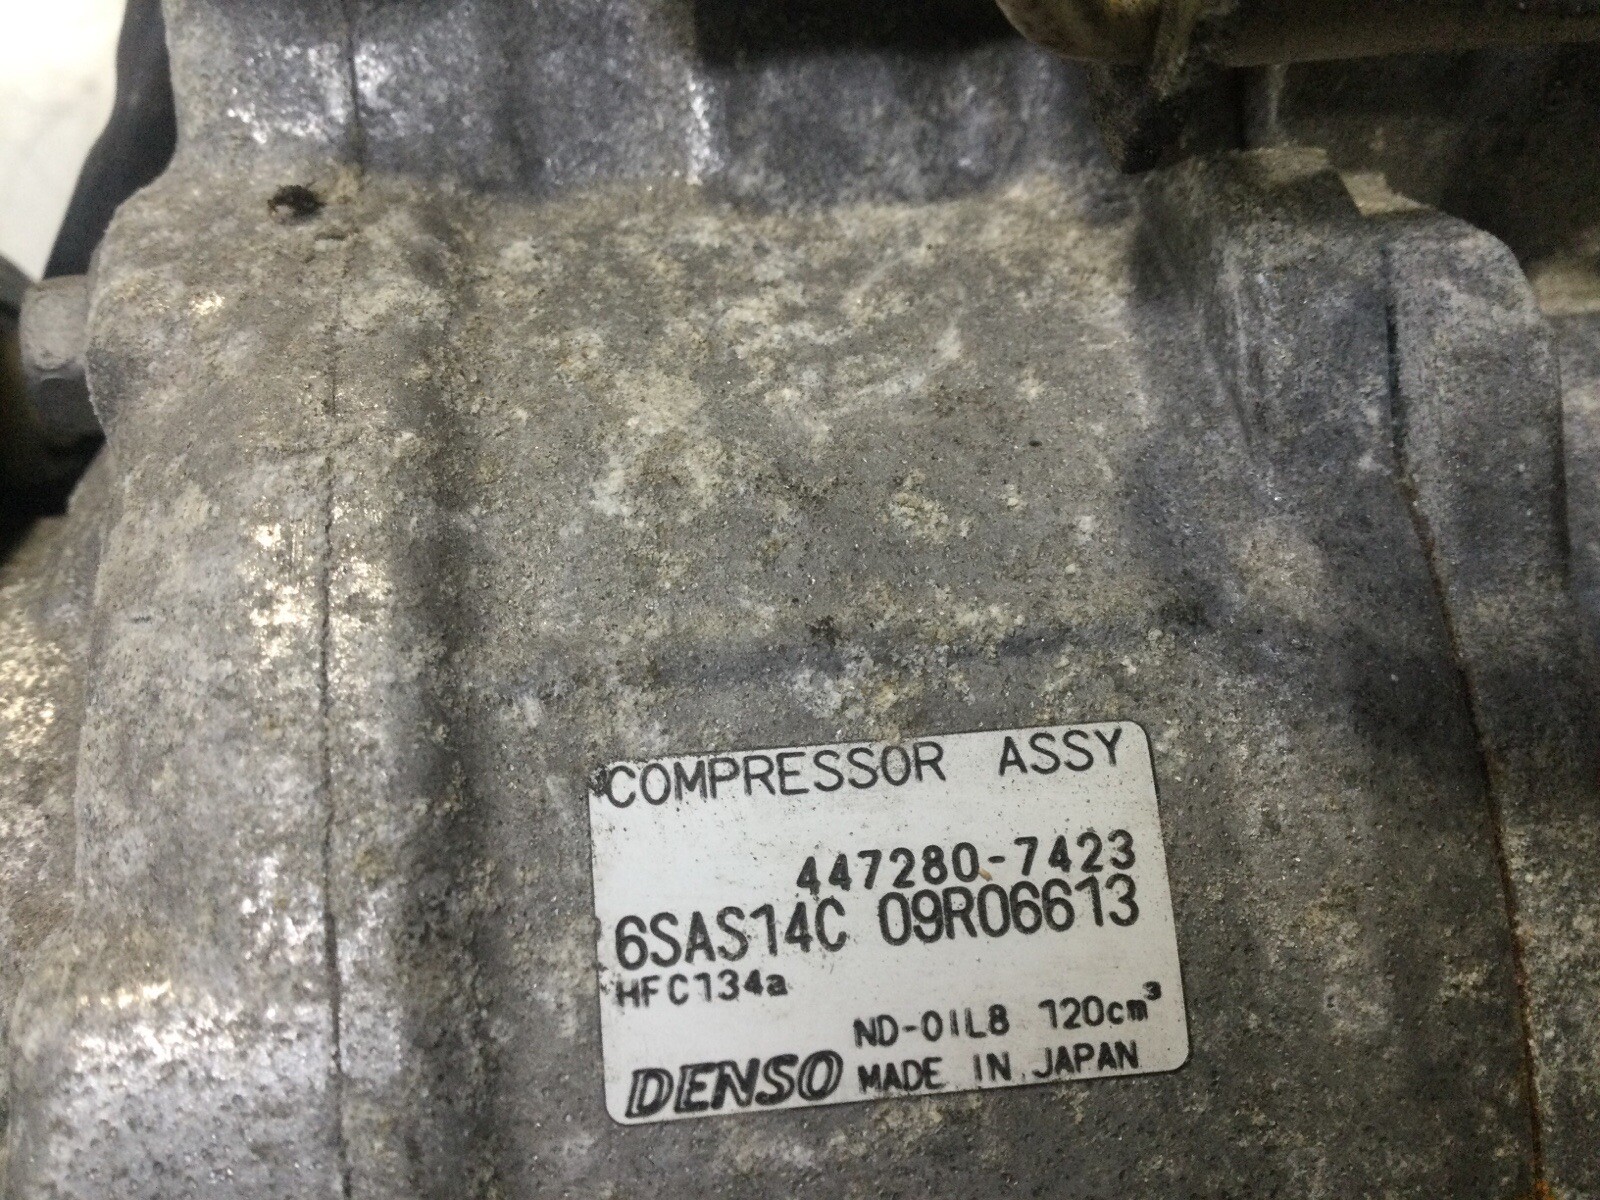 COMPRESSOR ASSY
447280-7423
6SAS14C 09R06613
HFC134a
ND-OIL8 120cm³
DENSO MADE IN JAPAN